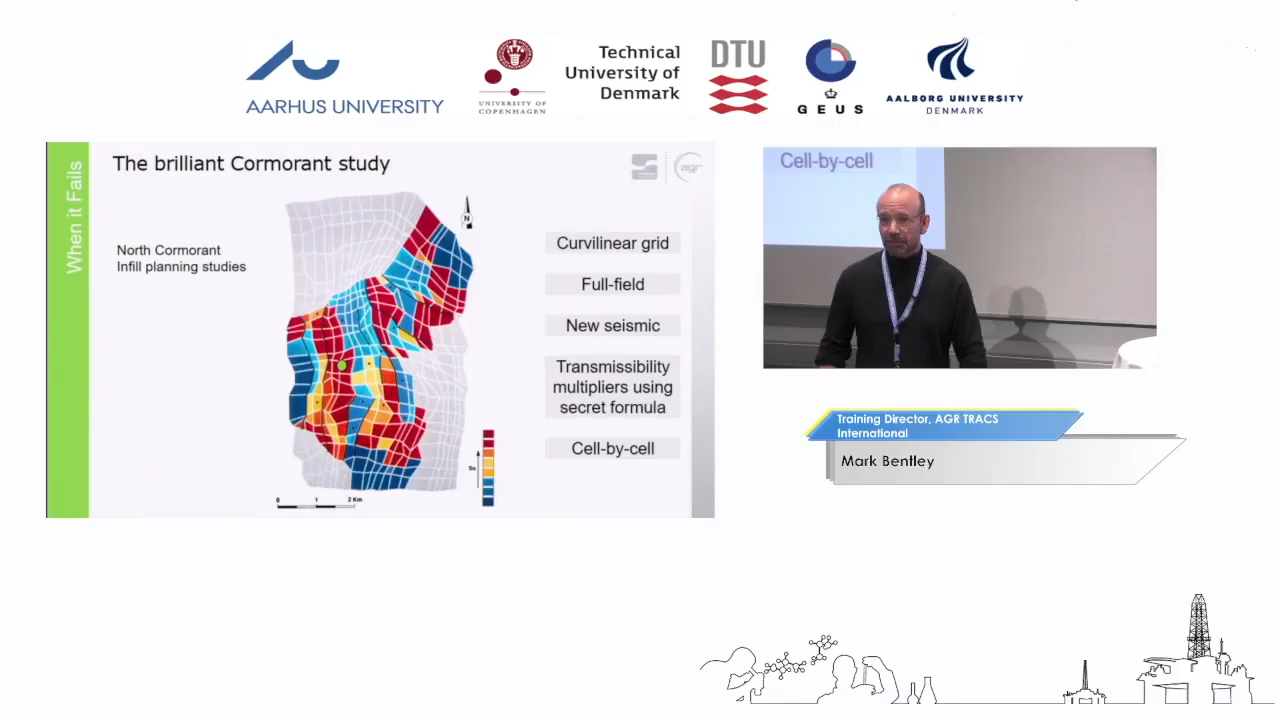 AARHUS UNIVERSITY
UNIVERSITY OF
COPENHAGEN
Technical
University of
Denmark
DTU
GEUS
AALBORG UNIVERSITY
DENMARK
When it Fails
The brilliant Cormorant study
agr
N
North Cormorant
Infill planning studies
Curvilinear grid
Full-field
New seismic
Transmissibility
multipliers using
secret formula
Cell-by-cell
So
0 1 2 Km
Cell-by-cell
Training Director, AGR TRACS
International
Mark Bentley